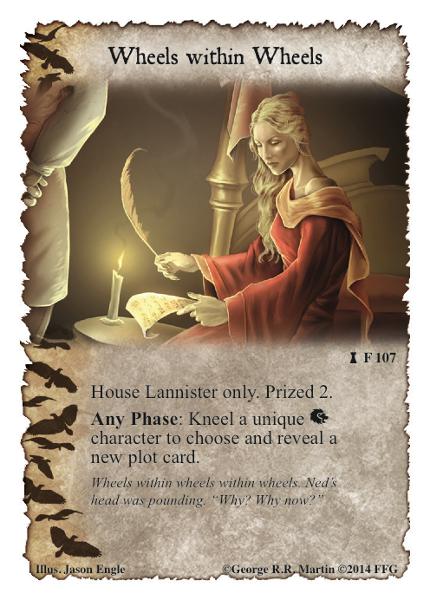 Wheels within Wheels
F 107
House Lannister only. Prized 2.
Any Phase: Kneel a unique
character to choose and reveal a
new plot card.
Wheels within wheels within wheels. Ned's
head was pounding. “Why? Why now?”
Illus. Jason Engle ©George R.R. Martin ©2014 FFG